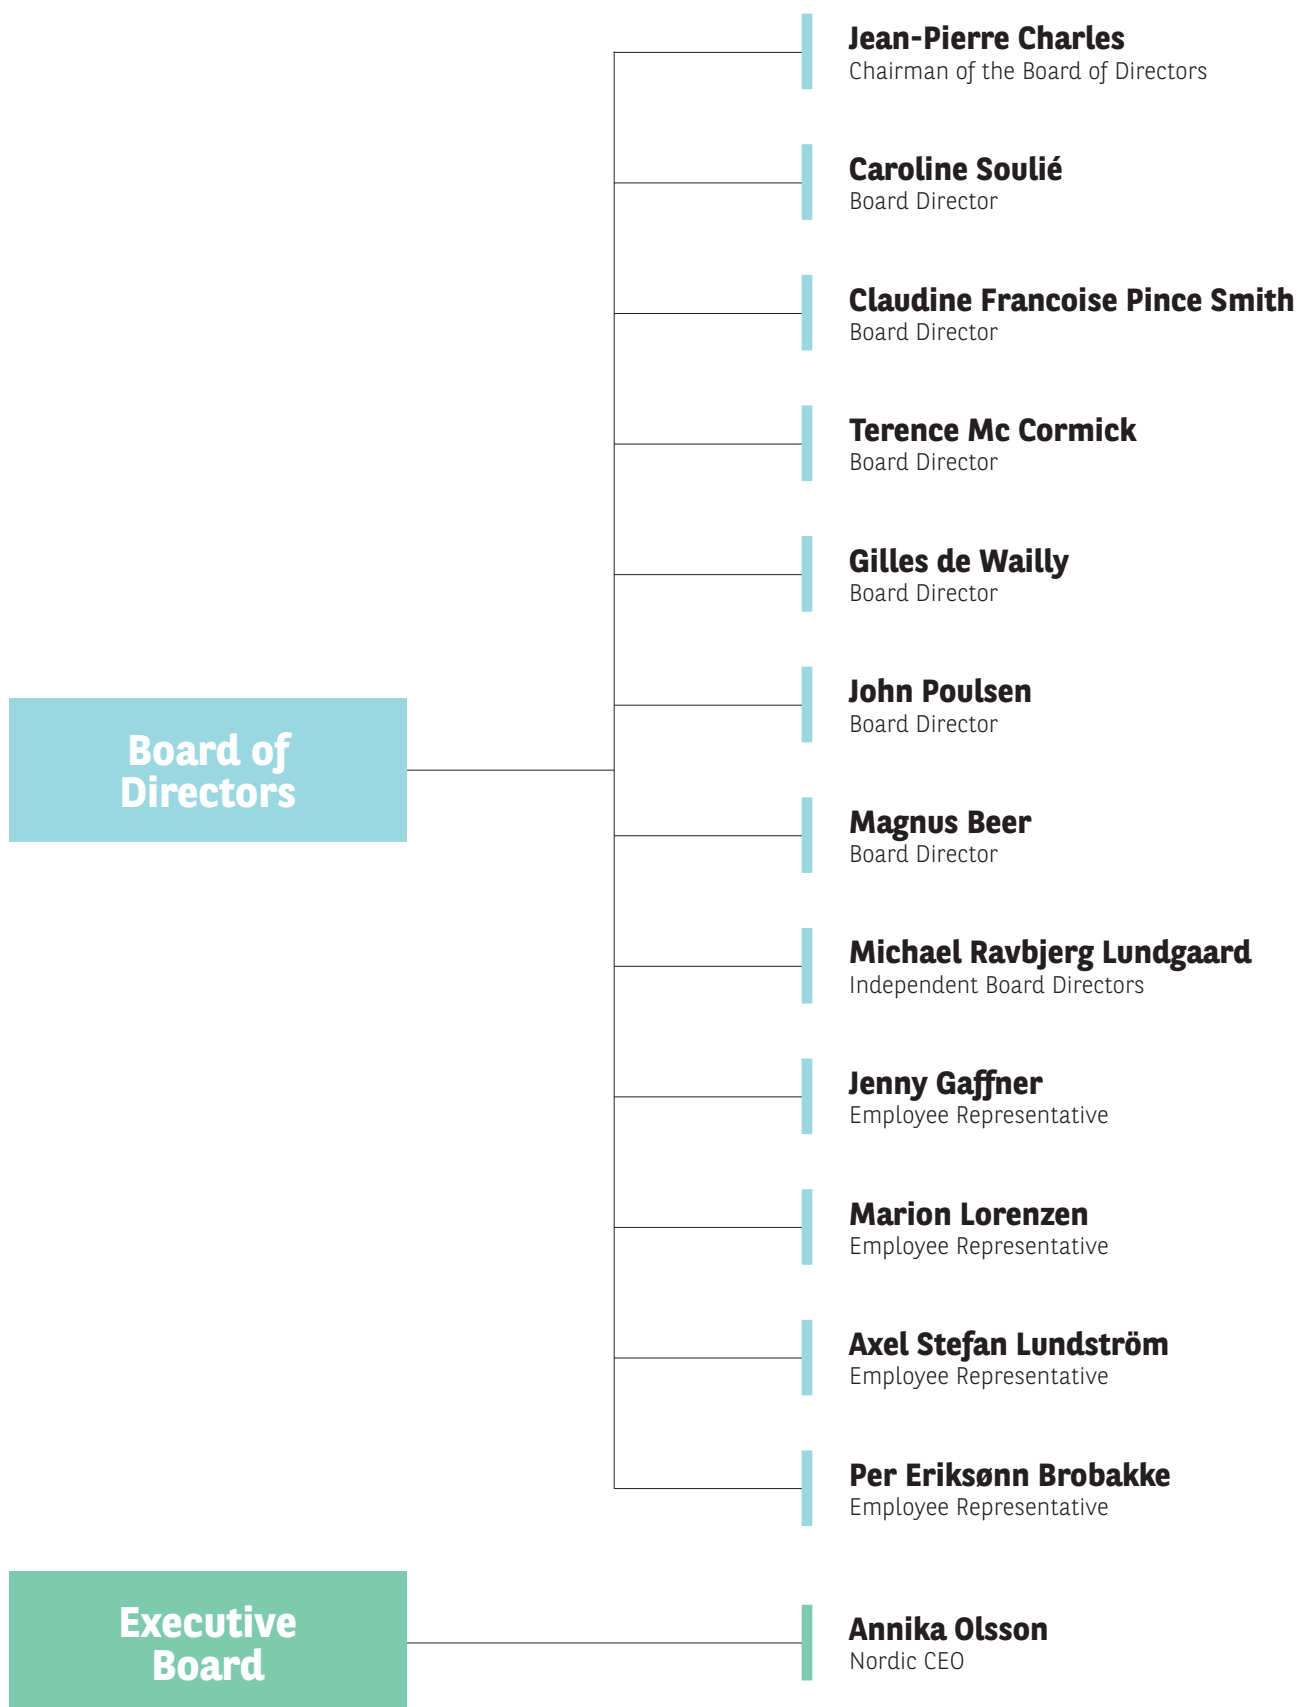 Jean-Pierre Charles
Chairman of the Board of Directors
Caroline Soulié
Board Director
Claudine Francoise Pince Smith
Board Director
Terence Mc Cormick
Board Director
Gilles de Wailly
Board Director
John Poulsen
Board Director
Board of
Directors
Magnus Beer
Board Director
Michael Ravbjerg Lundgaard
Independent Board Directors
Jenny Gaffner
Employee Representative
Marion Lorenzen
Employee Representative
Axel Stefan Lundström
Employee Representative
Per Eriksønn Brobakke
Employee Representative
Executive
Board
Annika Olsson
Nordic CEO